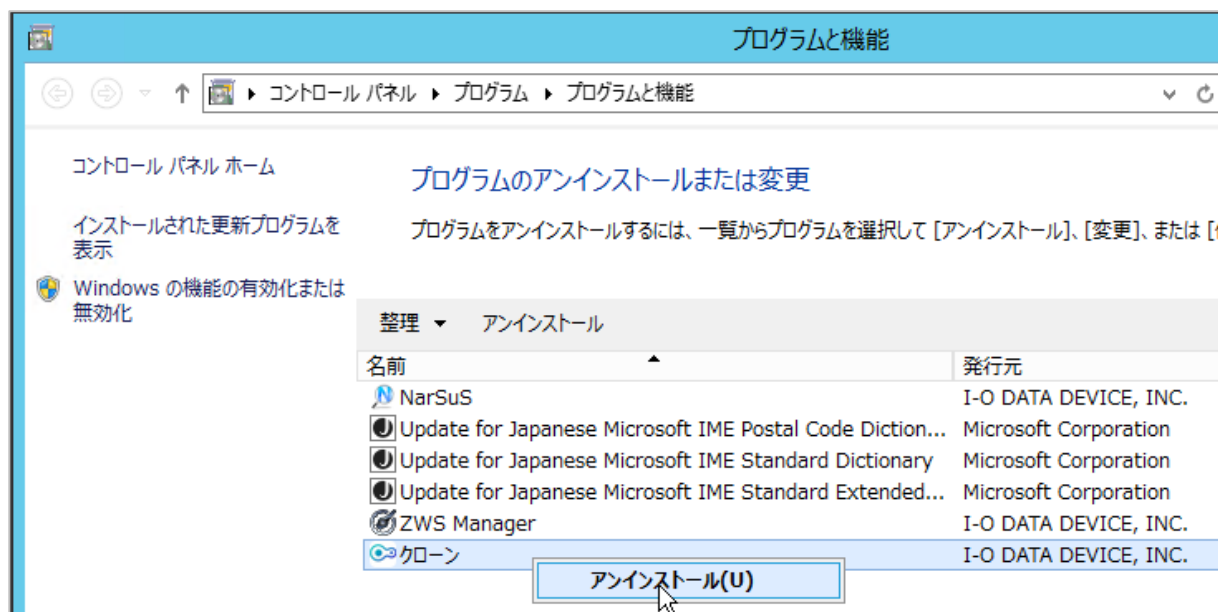 プログラムと機能
コントロール パネル ▸ プログラム ▸ プログラムと機能
コントロール パネル ホーム
インストールされた更新プログラムを
表示
Windows の機能の有効化または
無効化
プログラムのアンインストールまたは変更
プログラムをアンインストールするには、一覧からプログラムを選択して [アンインストール]、[変更]、または [
整理 アンインストール
名前 発行元
NarSuS I-O DATA DEVICE, INC.
Update for Japanese Microsoft IME Postal Code Diction... Microsoft Corporation
Update for Japanese Microsoft IME Standard Dictionary Microsoft Corporation
Update for Japanese Microsoft IME Standard Extended... Microsoft Corporation
ZWS Manager I-O DATA DEVICE, INC.
クローン I-O DATA DEVICE, INC.
アンインストール(U)